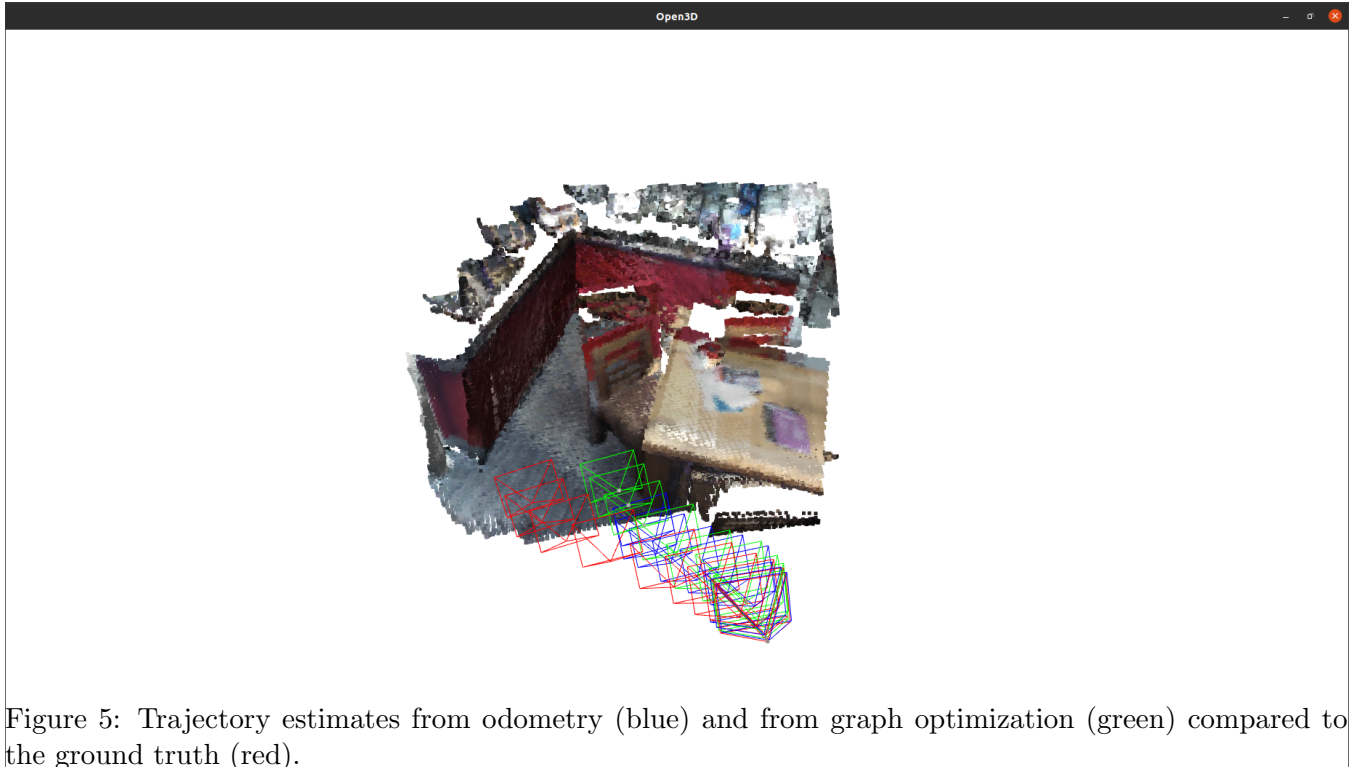 Open3D
Figure 5: Trajectory estimates from odometry (blue) and from graph optimization (green) compared to
the ground truth (red).